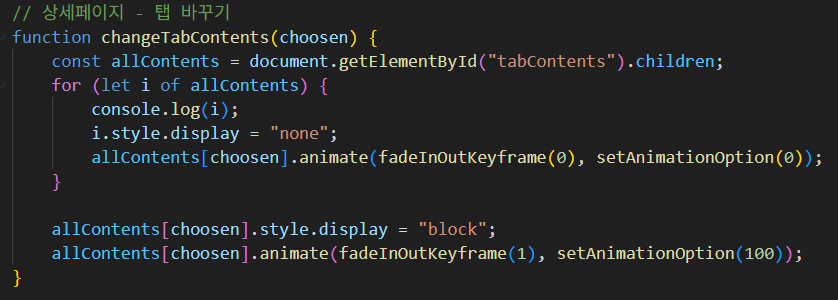 // 상세페이지 - 탭 바꾸기
function changeTabContents(choosen) {
    const allContents = document.getElementById("tabContents").children;
    for (let i of allContents) {
        console.log(i);
        i.style.display = "none";
        allContents[choosen].animate(fadeInOutKeyframe(0), setAnimationOption(0));
    }

    allContents[choosen].style.display = "block";
    allContents[choosen].animate(fadeInOutKeyframe(1), setAnimationOption(100));
}